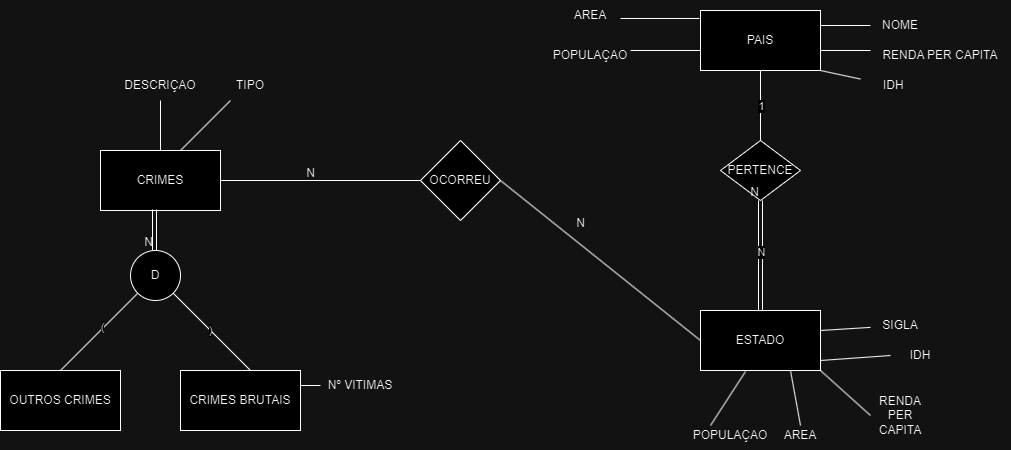 AREA
PAIS
NOME
POPULAÇAO
RENDA PER CAPITA
IDH
DESCRIÇAO
TIPO
1
CRIMES
N
OCORREU
PERTENCE
N
N
N
D
N
ESTADO
SIGLA
IDH
(
)
OUTROS CRIMES
CRIMES BRUTAIS
Nº VITIMAS
RENDA
PER
CAPITA
POPULAÇAO
AREA